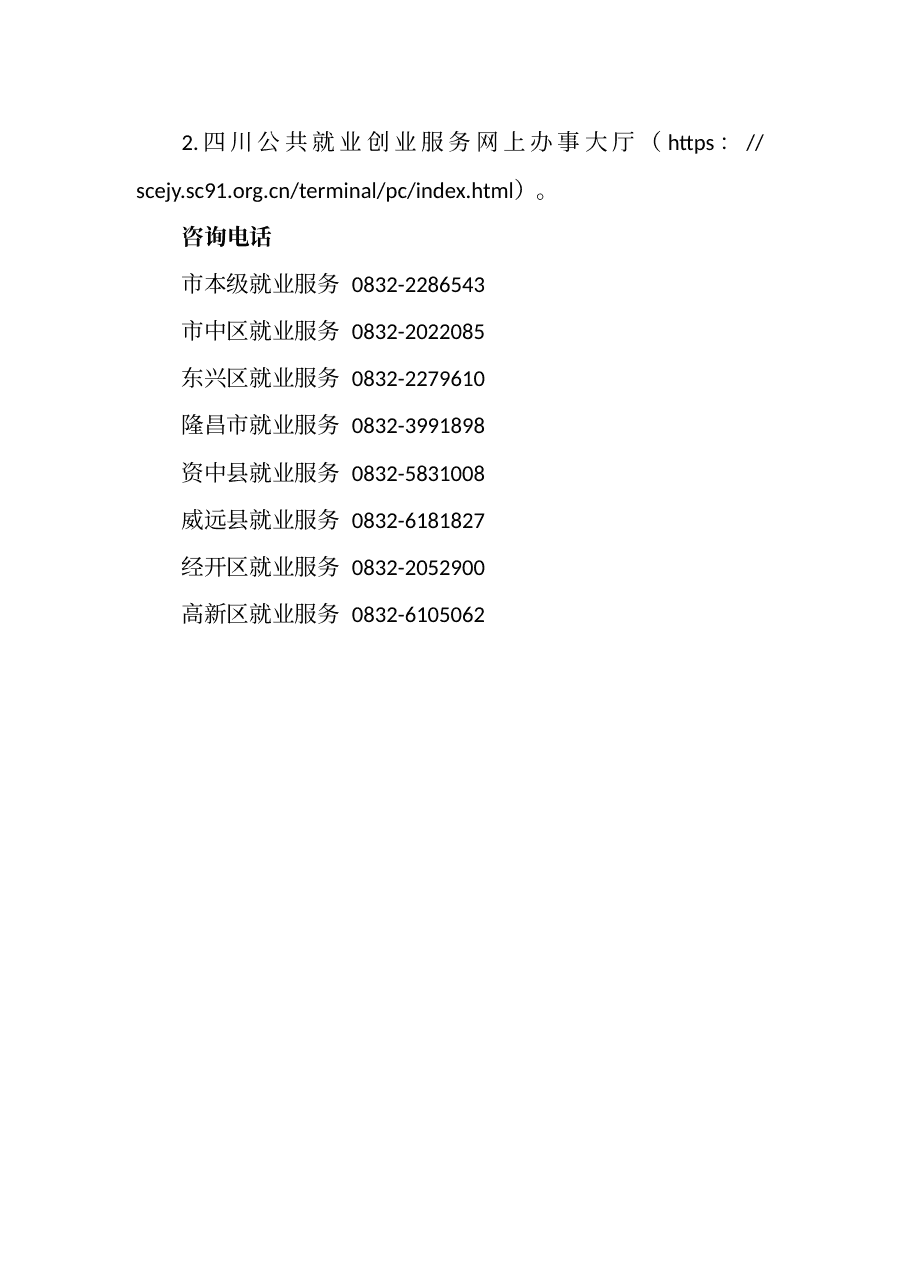 2.四川公共就业创业服务网上办事大厅（https：//
scejy.sc91.org.cn/terminal/pc/index.html）。
咨询电话
市本级就业服务 0832-2286543
市中区就业服务 0832-2022085
东兴区就业服务 0832-2279610
隆昌市就业服务 0832-3991898
资中县就业服务 0832-5831008
威远县就业服务 0832-6181827
经开区就业服务 0832-2052900
高新区就业服务 0832-6105062